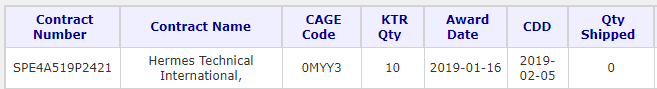 Contract Number Contract Name CAGE Code KTR Qty Award Date CDD Qty Shipped
SPE4A519P2421 Hermes Technical International, 0MYY3 10 2019-01-16 2019-02-05 0